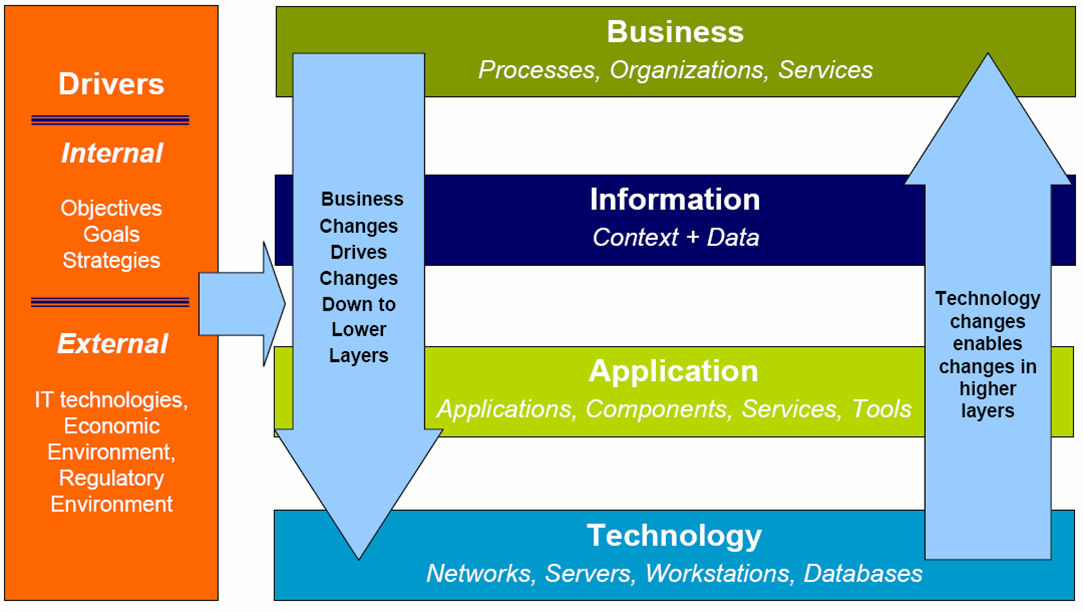 Drivers
Internal
Objectives
Goals
Strategies
External
IT technologies,
Economic
Environment,
Regulatory
Environment
Business
Processes, Organizations, Services
Information
Context + Data
Application
Applications, Components, Services, Tools
Technology
Networks, Servers, Workstations, Databases
Business
Changes
Drives
Changes
Down to
Lower
Layers
Technology
changes
enables
changes in
higher
layers